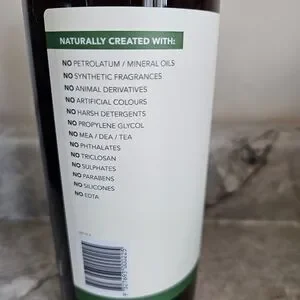 NATURALLY CREATED WITH:
NO PETROLATUM / MINERAL OILS
NO SYNTHETIC FRAGRANCES
NO ANIMAL DERIVATIVES
NO ARTIFICIAL COLOURS
NO HARSH DETERGENTS
NO PROPYLENE GLYCOL
NO MEA / DEA / TEA
NO PHTHALATES
NO TRICLOSAN
NO SULPHATES
NO PARABENS
NO SILICONES
NO EDTA